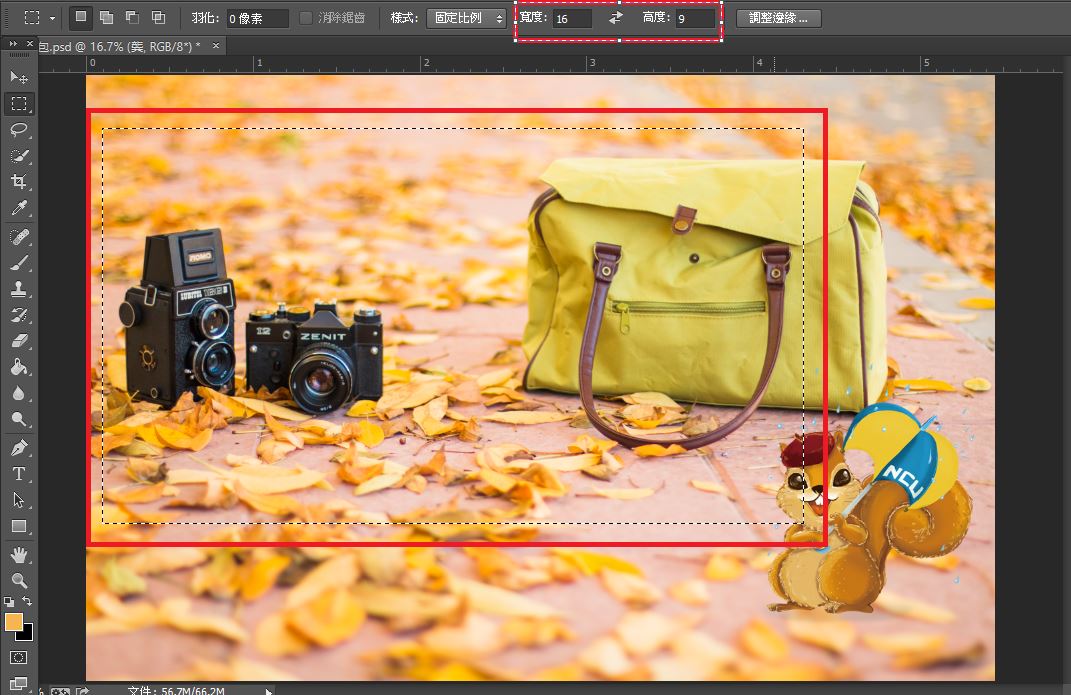 羽化: 0 像素 消除鋸齒 樣式: 固定比例 寬度: 16 高度: 9 調整邊緣...
包.psd @ 16.7% (龔, RGB/8*) * ×
0 1 2 3 4 5
LUBITEL 166
12 ZENIT
NCU
文件: 56.7M/66.2M